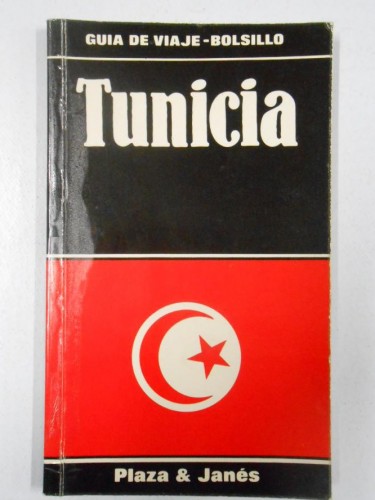 GUIA DE VIAJE-BOLSILLO
Tunicia
Plaza & Janés